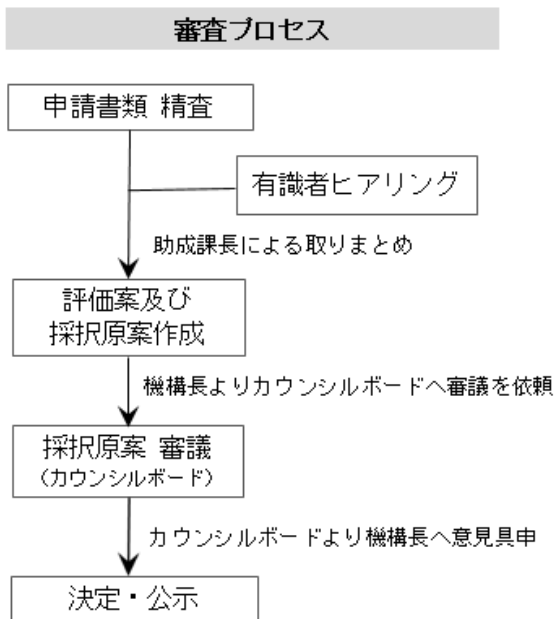 審査プロセス
申請書類 精査
有識者ヒアリング
助成課長による取りまとめ
評価案及び
採択原案作成
機構長よりカウンシルボードへ審議を依頼
採択原案 審議
（カウンシルボード）
カウンシルボードより機構長へ意見具申
決定・公示